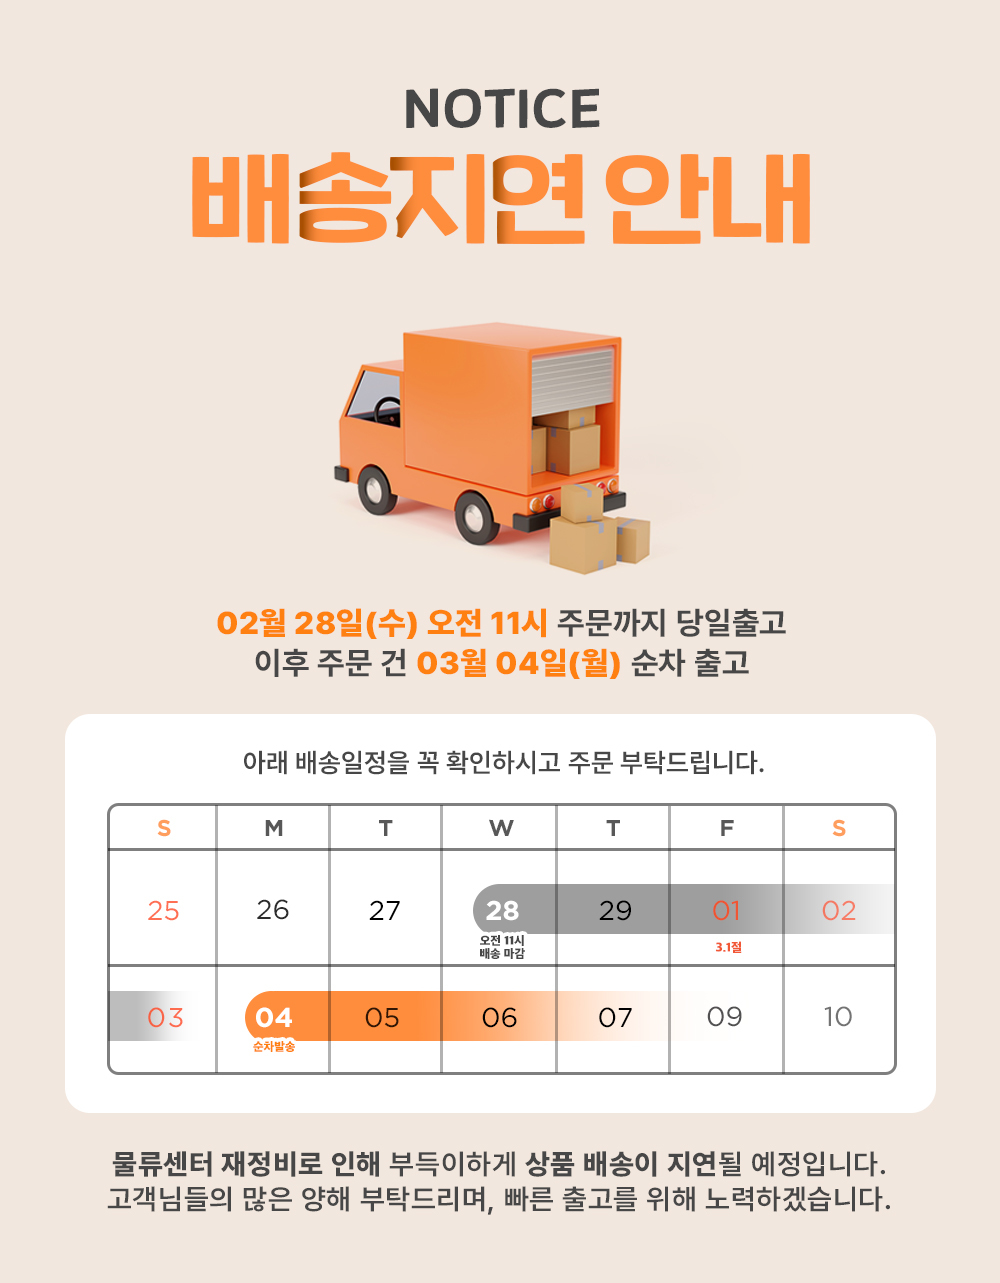 NOTICE
배송지연 안내
02월 28일(수) 오전 11시 주문까지 당일출고
이후 주문 건 03월 04일(월) 순차 출고
아래 배송일정을 꼭 확인하시고 주문 부탁드립니다.
S M T W T F S
25 26 27 28 29 01 02
오전 11시
배송 마감
3.1절
03 04 05 06 07 09 10
순차발송
물류센터 재정비로 인해 부득이하게 상품 배송이 지연될 예정입니다.
고객님들의 많은 양해 부탁드리며, 빠른 출고를 위해 노력하겠습니다.